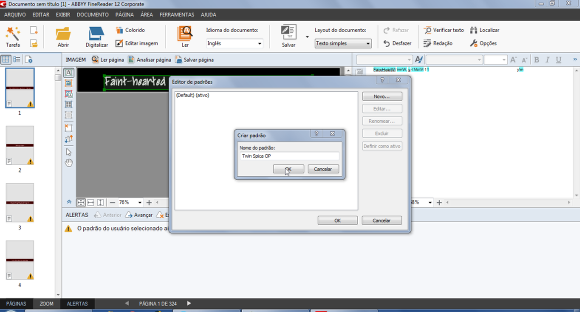 Documento sem título [1] - ABBYY FineReader 12 Corporate
ARQUIVO EDITAR EXIBIR DOCUMENTO PÁGINA ÁREA FERRAMENTAS AJUDA
Tarefa
Abrir
Digitalizar
Colorido
Editar imagem
Ler
Idioma do documento:
Inglês
Salvar
Layout do documento:
Texto simples
Refazer
Desfazer
Verificar texto
Redação
Localizar
Opções
IMAGEM Ler página Analisar página Salvar página
Faint-hearted
1
2
3
4
Editor de padrões
(Default) (ativo)
Novo...
Editar...
Renomear...
Excluir
Definir como ativo
OK
Cancelar
Criar padrão
Nome do padrão:
Twin Spica OP
OK
Cancelar
76%
ALERTAS Anterior Avançar
O padrão do usuário selecionado
PÁGINAS ZOOM ALERTAS PÁGINA 1 DE 324